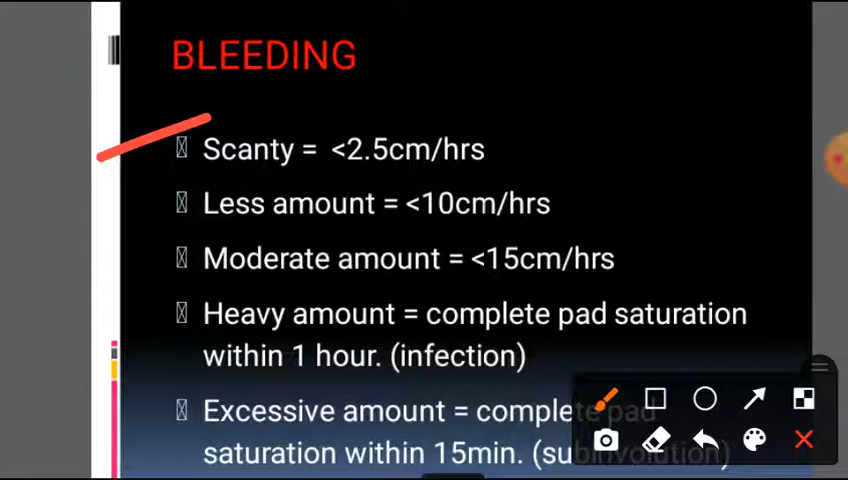 BLEEDING
Scanty = <2.5cm/hrs
Less amount = <10cm/hrs
Moderate amount = <15cm/hrs
Heavy amount = complete pad saturation
within 1 hour. (infection)
Excessive amount = complete pad
saturation within 15min. (subinvolution)